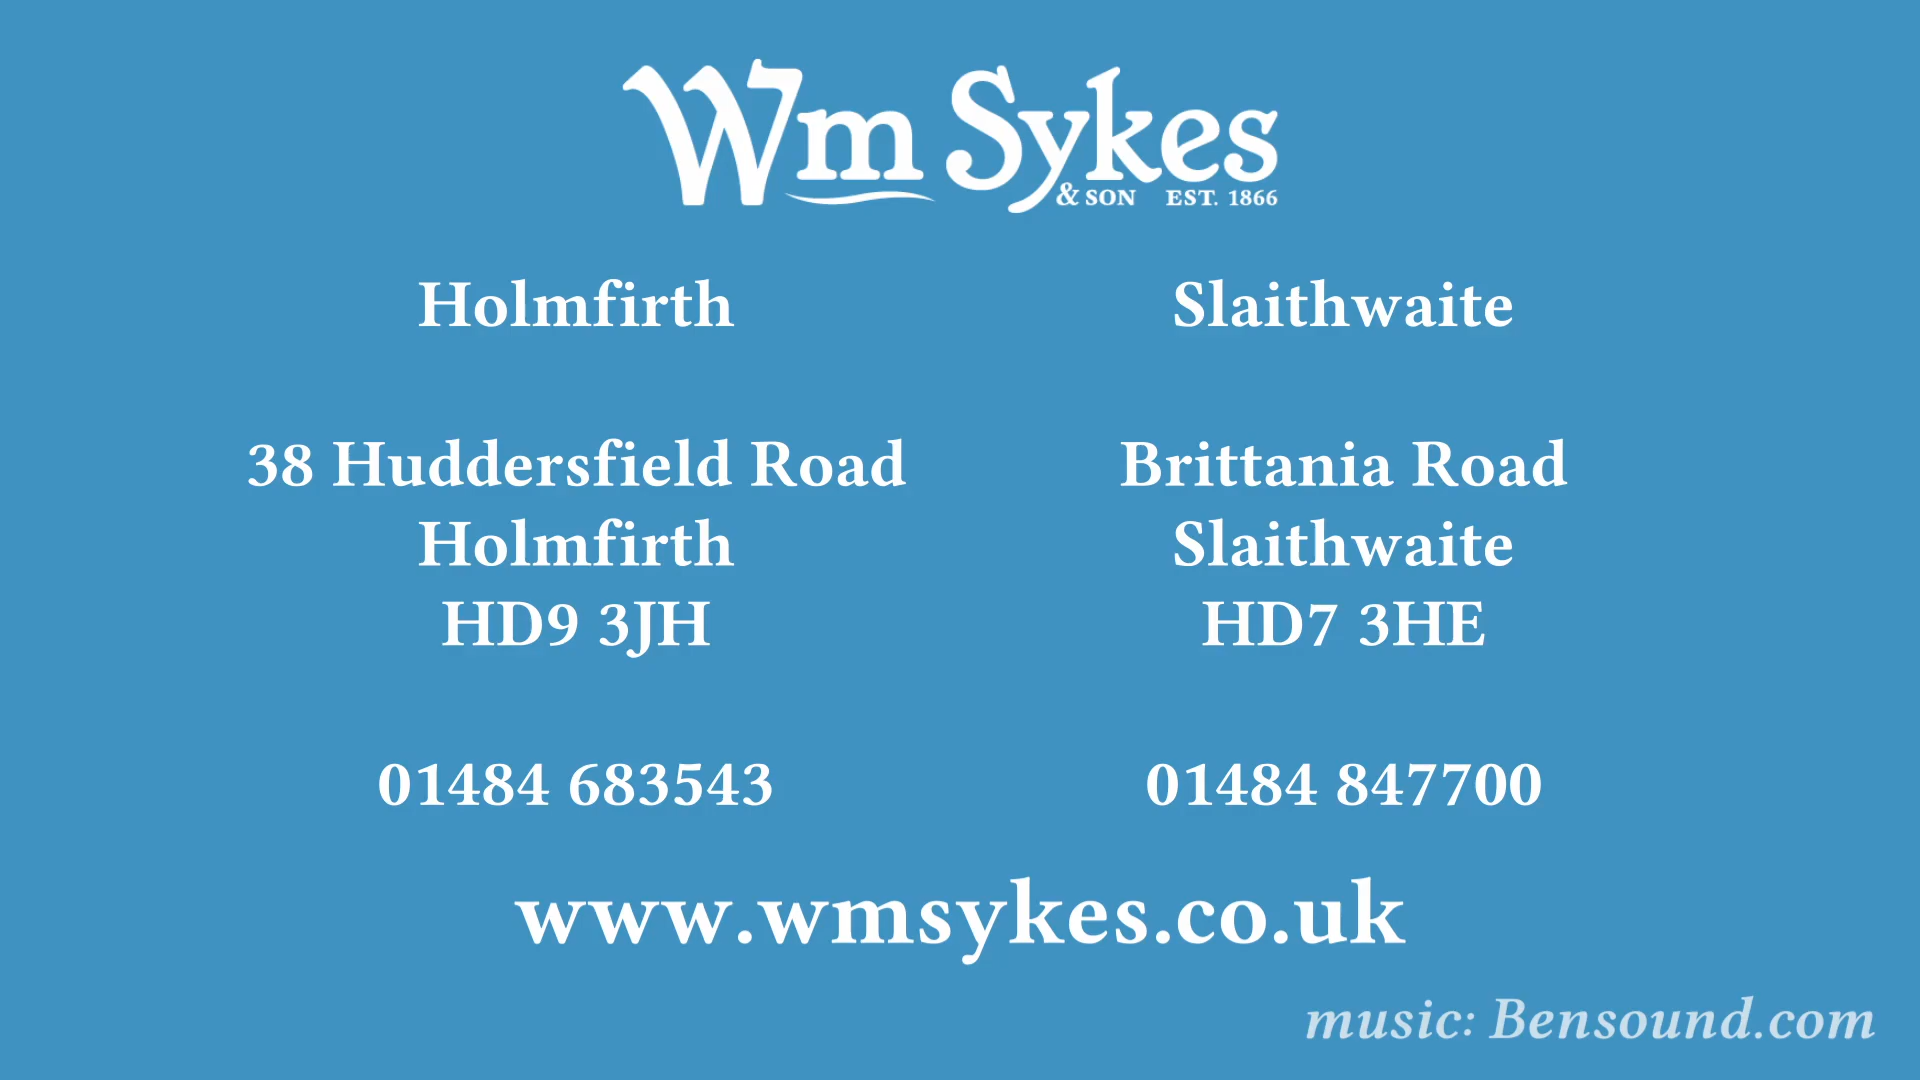 Wm Sykes
& SON EST. 1866
Holmfirth
38 Huddersfield Road
Holmfirth
HD9 3JH
01484 683543
Slaithwaite
Brittania Road
Slaithwaite
HD7 3HE
01484 847700
www.wmsykes.co.uk
music: Bensound.com